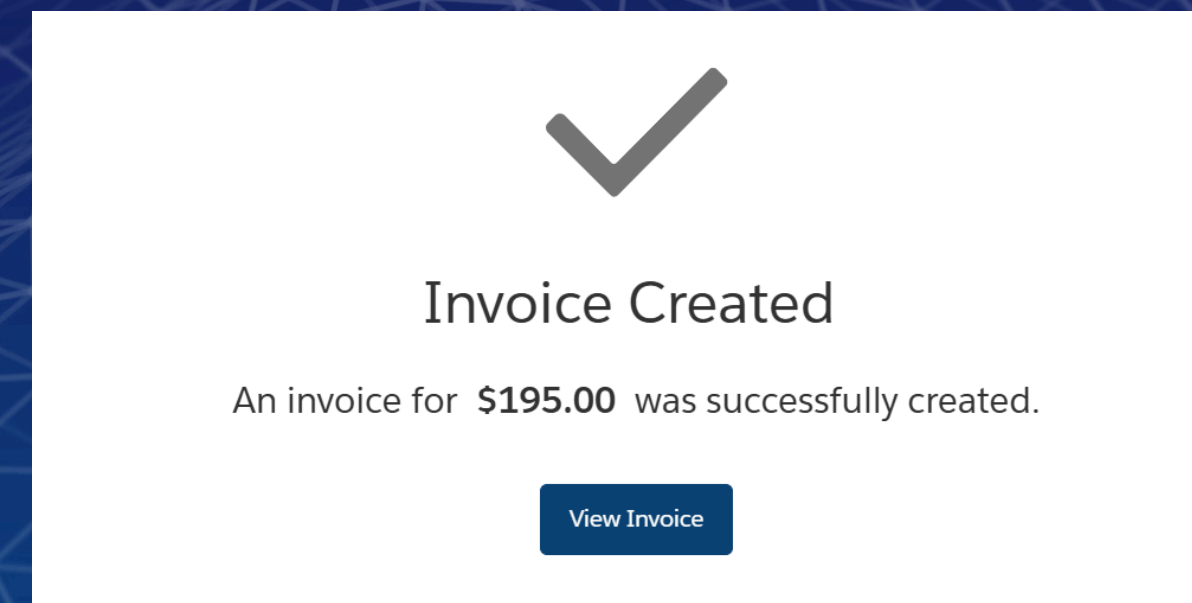 Invoice Created
An invoice for $195.00 was successfully created.
View Invoice